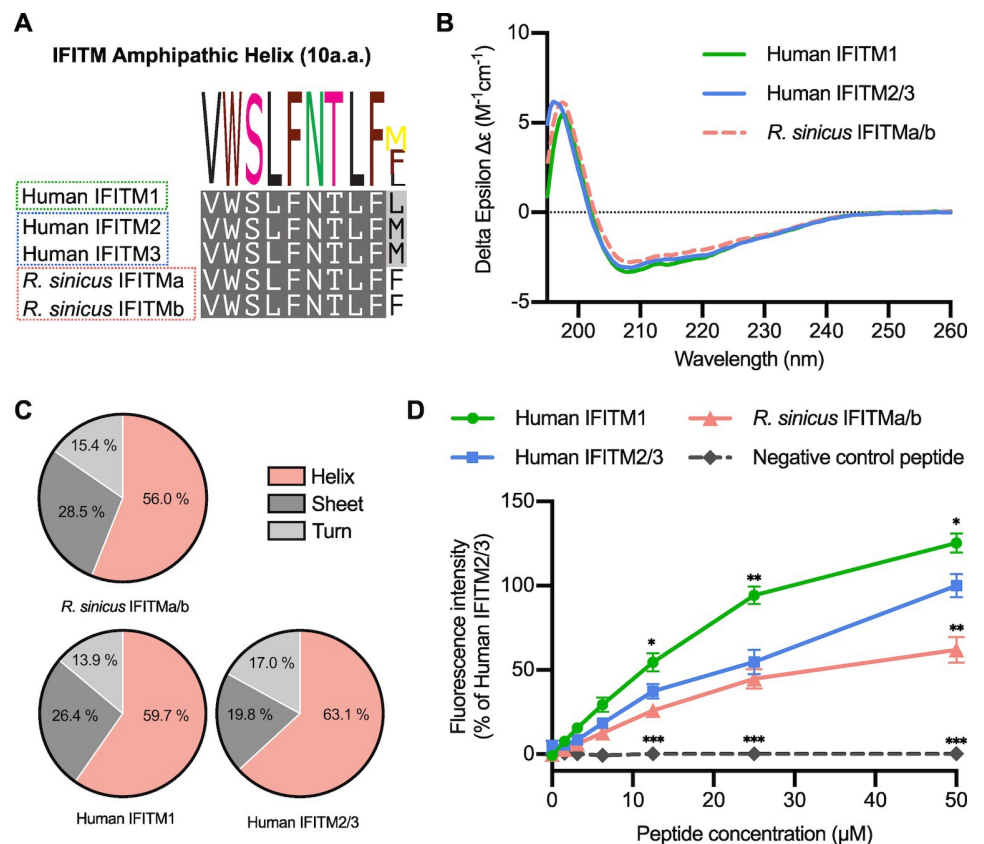 A
IFITM Amphipathic Helix (10a.a.)
VWSLFNTLFM
F
L
Human IFITM1 VWSLFNTLFL
Human IFITM2 VWSLFNTLFM
Human IFITM3 VWSLFNTLFM
R. sinicus IFITMa VWSLFNTLFF
R. sinicus IFITMb VWSLFNTLFF
B
Human IFITM1
Human IFITM2/3
R. sinicus IFITMa/b
Delta Epsilon Δε (M⁻¹cm⁻¹)
10
5
0
-5
200 210 220 230 240 250 260
Wavelength (nm)
C
15.4 %
28.5 %
56.0 %
R. sinicus IFITMa/b
Helix
Sheet
Turn
13.9 %
26.4 %
59.7 %
Human IFITM1
17.0 %
19.8 %
63.1 %
Human IFITM2/3
D
Human IFITM1
R. sinicus IFITMa/b
Human IFITM2/3
Negative control peptide
Fluorescence intensity
(% of Human IFITM2/3)
150
100
50
0
*
**
*
**
***
***
***
0 10 20 30 40 50
Peptide concentration (µM)